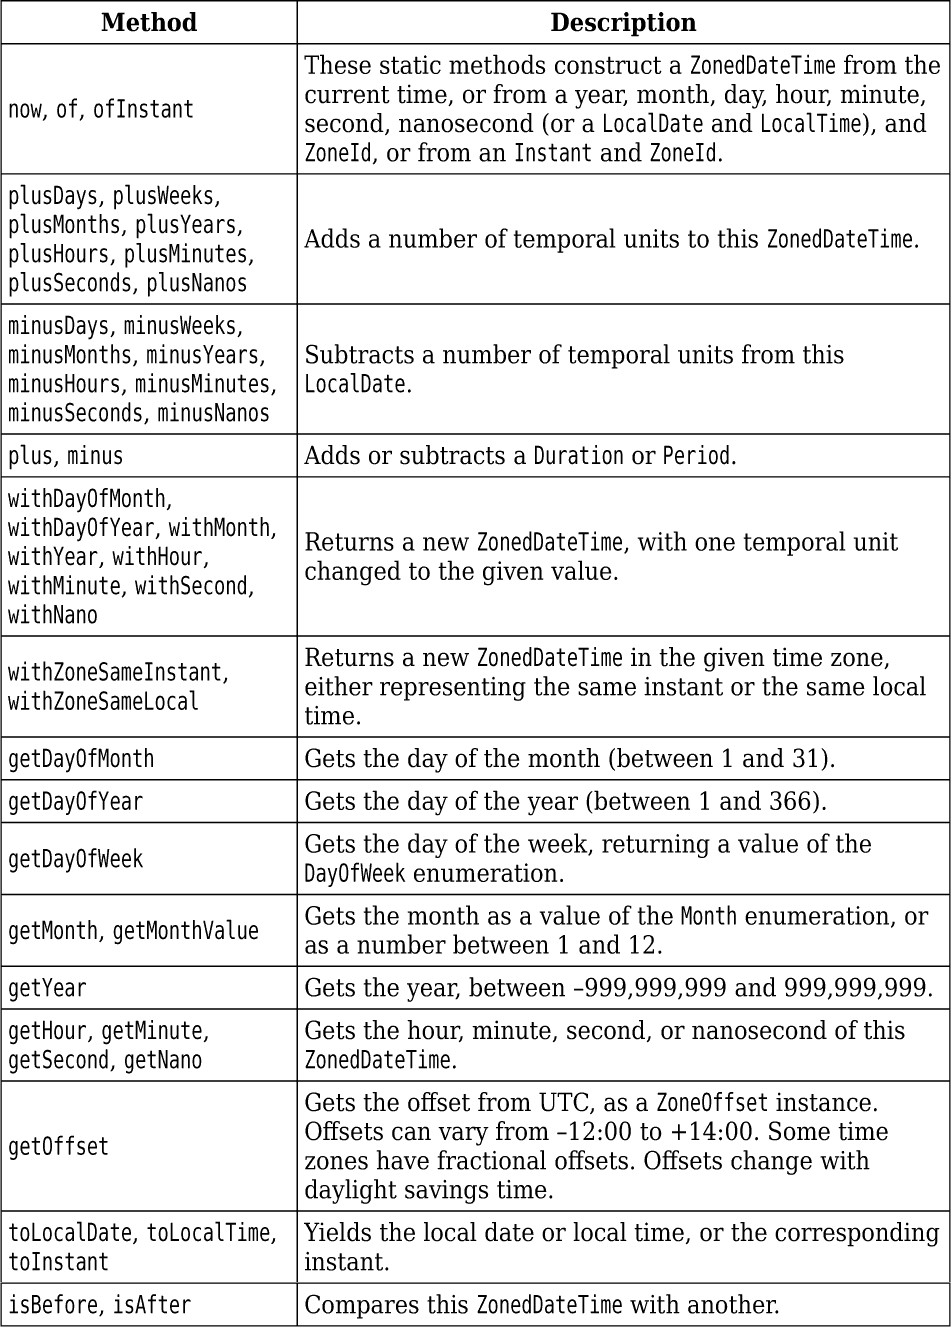 Method Description
now, of, ofInstant
These static methods construct a ZonedDateTime from the
current time, or from a year, month, day, hour, minute,
second, nanosecond (or a LocalDate and LocalTime), and
ZoneId, or from an Instant and ZoneId.
plusDays, plusWeeks,
plusMonths, plusYears,
plusHours, plusMinutes,
plusSeconds, plusNanos
Adds a number of temporal units to this ZonedDateTime.
minusDays, minusWeeks,
minusMonths, minusYears,
minusHours, minusMinutes,
minusSeconds, minusNanos
Subtracts a number of temporal units from this
LocalDate.
plus, minus
Adds or subtracts a Duration or Period.
withDayOfMonth,
withDayOfYear, withMonth,
withYear, withHour,
withMinute, withSecond,
withNano
Returns a new ZonedDateTime, with one temporal unit
changed to the given value.
withZoneSameInstant,
withZoneSameLocal
Returns a new ZonedDateTime in the given time zone,
either representing the same instant or the same local
time.
getDayOfMonth
Gets the day of the month (between 1 and 31).
getDayOfYear
Gets the day of the year (between 1 and 366).
getDayOfWeek
Gets the day of the week, returning a value of the
DayOfWeek enumeration.
getMonth, getMonthValue
Gets the month as a value of the Month enumeration, or
as a number between 1 and 12.
getYear
Gets the year, between –999,999,999 and 999,999,999.
getHour, getMinute,
getSecond, getNano
Gets the hour, minute, second, or nanosecond of this
ZonedDateTime.
getOffset
Gets the offset from UTC, as a ZoneOffset instance.
Offsets can vary from –12:00 to +14:00. Some time
zones have fractional offsets. Offsets change with
daylight savings time.
toLocalDate, toLocalTime,
toInstant
Yields the local date or local time, or the corresponding
instant.
isBefore, isAfter
Compares this ZonedDateTime with another.